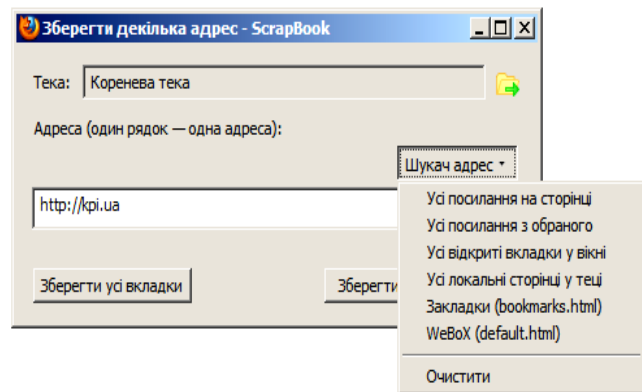 Зберегти декілька адрес - ScrapBook
Тека: Коренева тека
Адреса (один рядок — одна адреса):
Шукач адрес
http://kpi.ua
Усі посилання на сторінці
Усі посилання з обраного
Усі відкриті вкладки у вікні
Усі локальні сторінці у теці
Закладки (bookmarks.html)
WeBoX (default.html)
Очистити
Зберегти усі вкладки
Зберегти